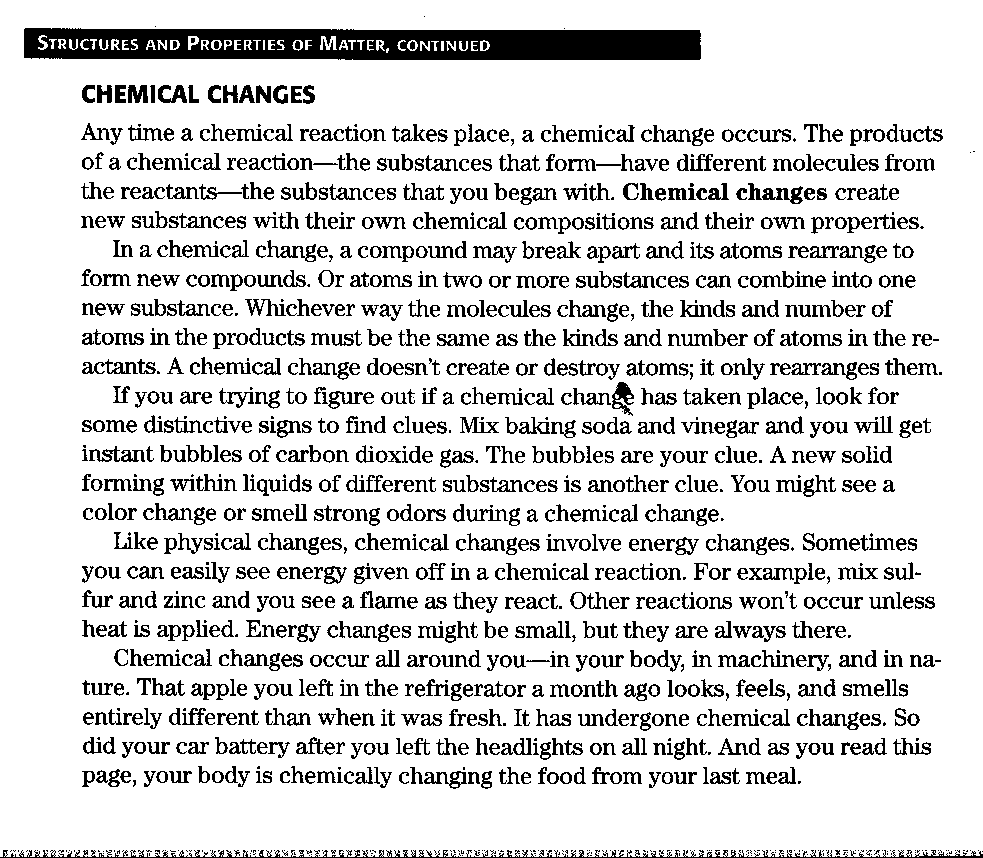 STRUCTURES AND PROPERTIES OF MATTER, CONTINUED
CHEMICAL CHANGES
Any time a chemical reaction takes place, a chemical change occurs. The products
of a chemical reaction—the substances that form—have different molecules from
the reactants—the substances that you began with. Chemical changes create
new substances with their own chemical compositions and their own properties.
In a chemical change, a compound may break apart and its atoms rearrange to
form new compounds. Or atoms in two or more substances can combine into one
new substance. Whichever way the molecules change, the kinds and number of
atoms in the products must be the same as the kinds and number of atoms in the re-
actants. A chemical change doesn't create or destroy atoms; it only rearranges them.
If you are trying to figure out if a chemical change has taken place, look for
some distinctive signs to find clues. Mix baking soda and vinegar and you will get
instant bubbles of carbon dioxide gas. The bubbles are your clue. A new solid
forming within liquids of different substances is another clue. You might see a
color change or smell strong odors during a chemical change.
Like physical changes, chemical changes involve energy changes. Sometimes
you can easily see energy given off in a chemical reaction. For example, mix sul-
fur and zinc and you see a flame as they react. Other reactions won't occur unless
heat is applied. Energy changes might be small, but they are always there.
Chemical changes occur all around you—in your body, in machinery, and in na-
ture. That apple you left in the refrigerator a month ago looks, feels, and smells
entirely different than when it was fresh. It has undergone chemical changes. So
did your car battery after you left the headlights on all night. And as you read this
page, your body is chemically changing the food from your last meal.